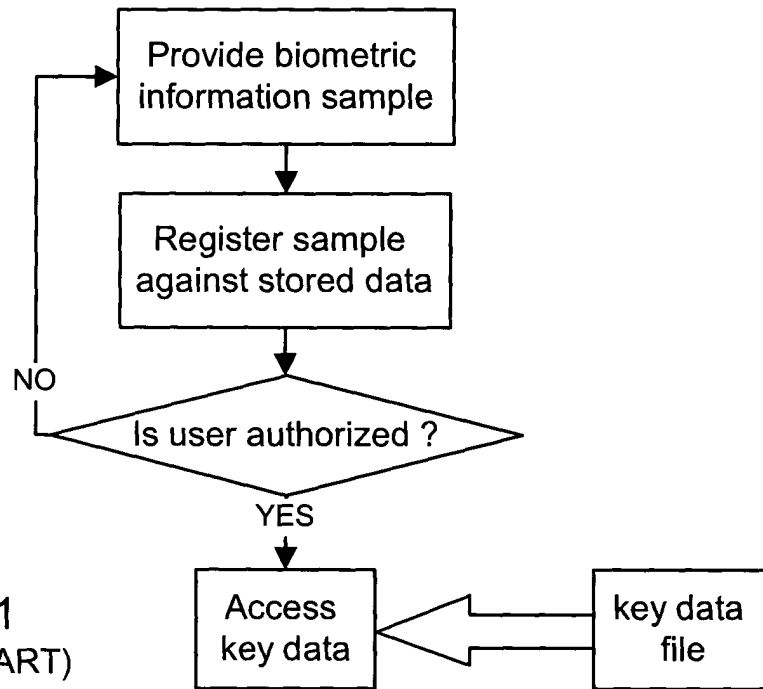 Provide biometric
information sample
Register sample
against stored data
NO
Is user authorized ?
YES
Access
key data
key data
file
1
ART)